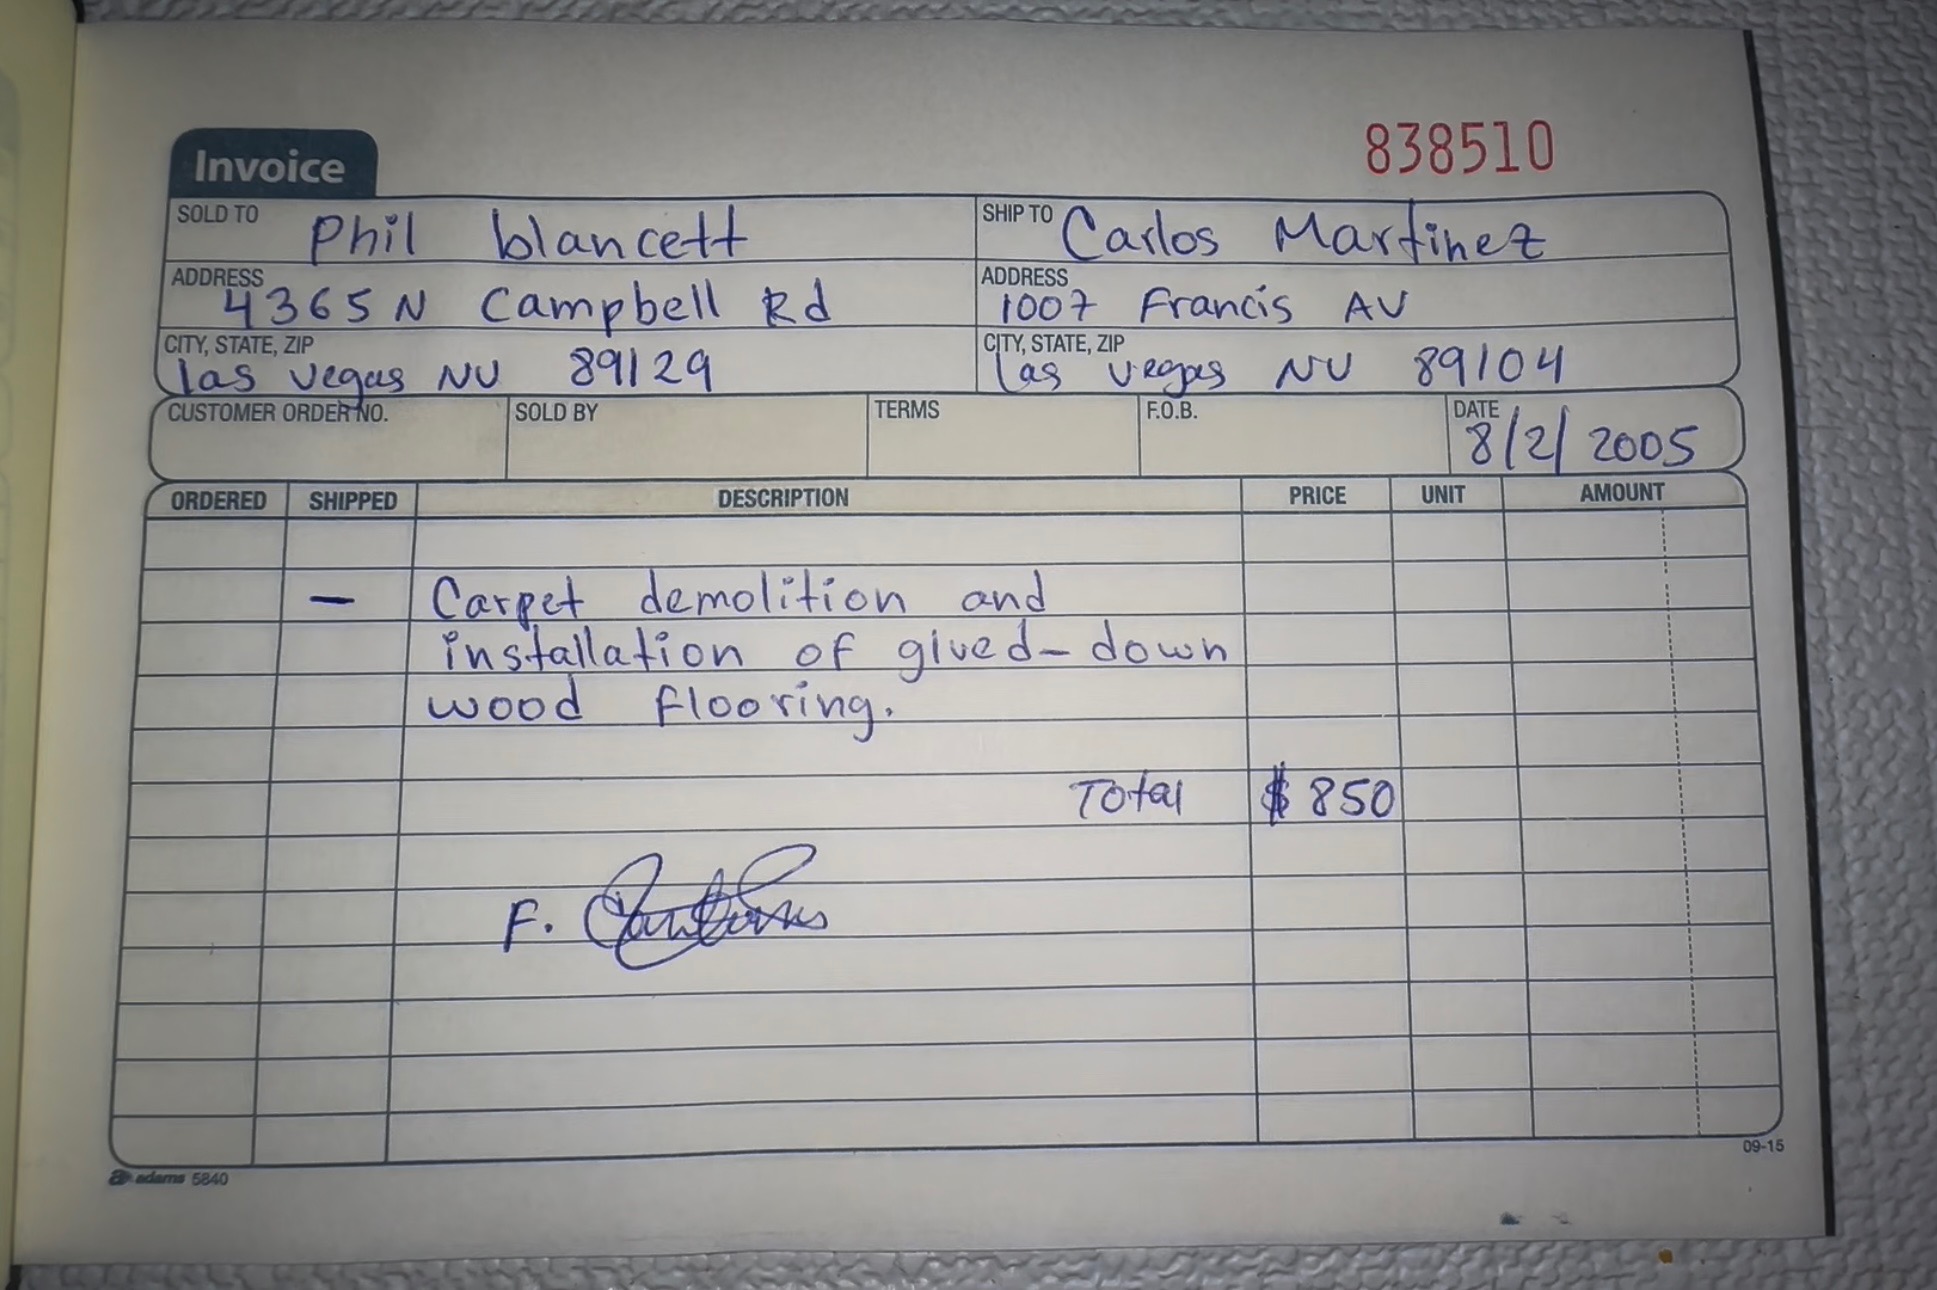 838510
Invoice
SOLD TO Phil blancett
SHIP TO Carlos Martinez
ADDRESS 4365 N Campbell Rd
ADDRESS 1007 Francis AV
CITY, STATE, ZIP las vegas NV 89129
CITY, STATE, ZIP Las vegas NV 89104
CUSTOMER ORDER NO. SOLD BY TERMS F.O.B. DATE 8/2/2005
ORDERED SHIPPED DESCRIPTION PRICE UNIT AMOUNT
— Carpet demolition and
installation of glued-down
wood flooring.
Total $850
F.
09-15
adams 5840